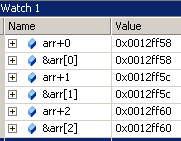 Watch 1
Name Value
arr+0 0x0012ff58
&arr[0] 0x0012ff58
arr+1 0x0012ff5c
&arr[1] 0x0012ff5c
arr+2 0x0012ff60
&arr[2] 0x0012ff60